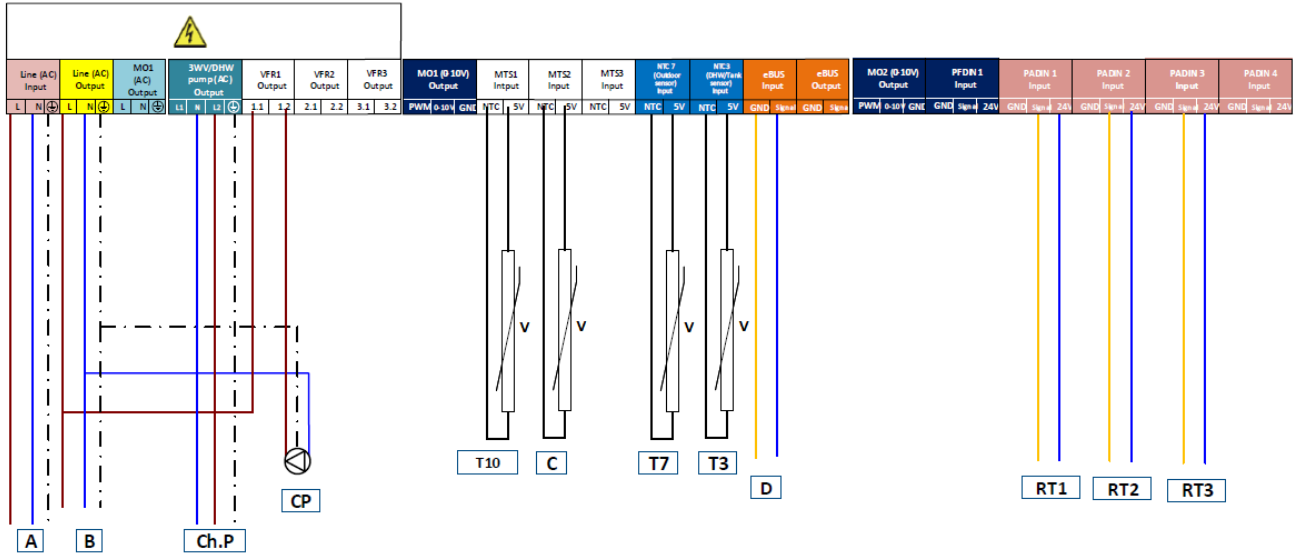 Line (AC) Input
Line (AC) Output
MO1 (AC) Output
3WV/DHW pump (AC) Output
VFR1 Output
VFR2 Output
VFR3 Output
MO1 (0-10V) Output
MTS1 Input
MTS2 Input
MTS3 Input
NTC 7 (Outdoor sensor) Input
NTC3 (DHW/Tank sensor) Input
eBUS Input
eBUS Output
MO2 (0-10V) Output
PFDIN 1 Input
PADIN 1 Input
PADIN 2 Input
PADIN 3 Input
PADIN 4 Input
L N L N L N L1 N L2 1.1 1.2 2.1 2.2 3.1 3.2 PWM 0-10V GND NTC 5V NTC 5V NTC 5V NTC 5V NTC 5V GND Signal GND Signal PWM 0-10V GNE GND Signal 24V GND Signal 24V GND Signal 24V GND Signal 24V GND Signal 24V
V V V V
T10 C T7 T3 D RT1 RT2 RT3
CP
A B Ch.P